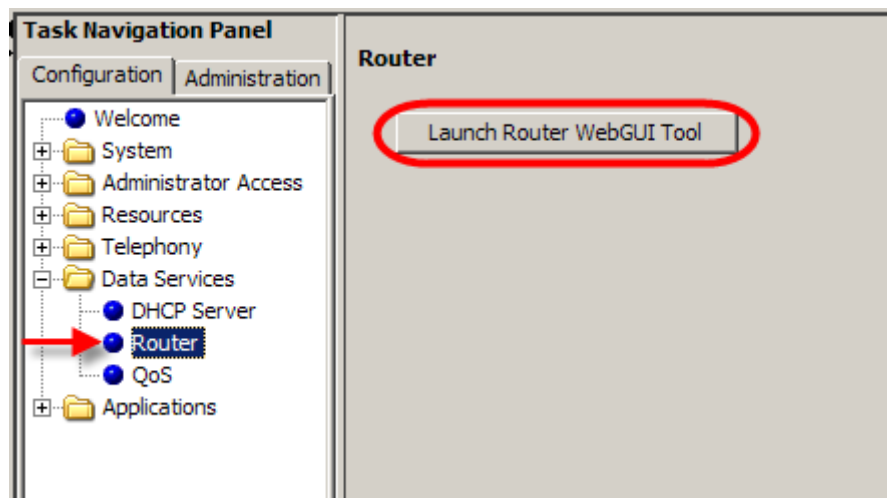 Task Navigation Panel
Configuration
Administration
Welcome
System
Administrator Access
Resources
Telephony
Data Services
DHCP Server
Router
QoS
Applications
Router
Launch Router WebGUI Tool